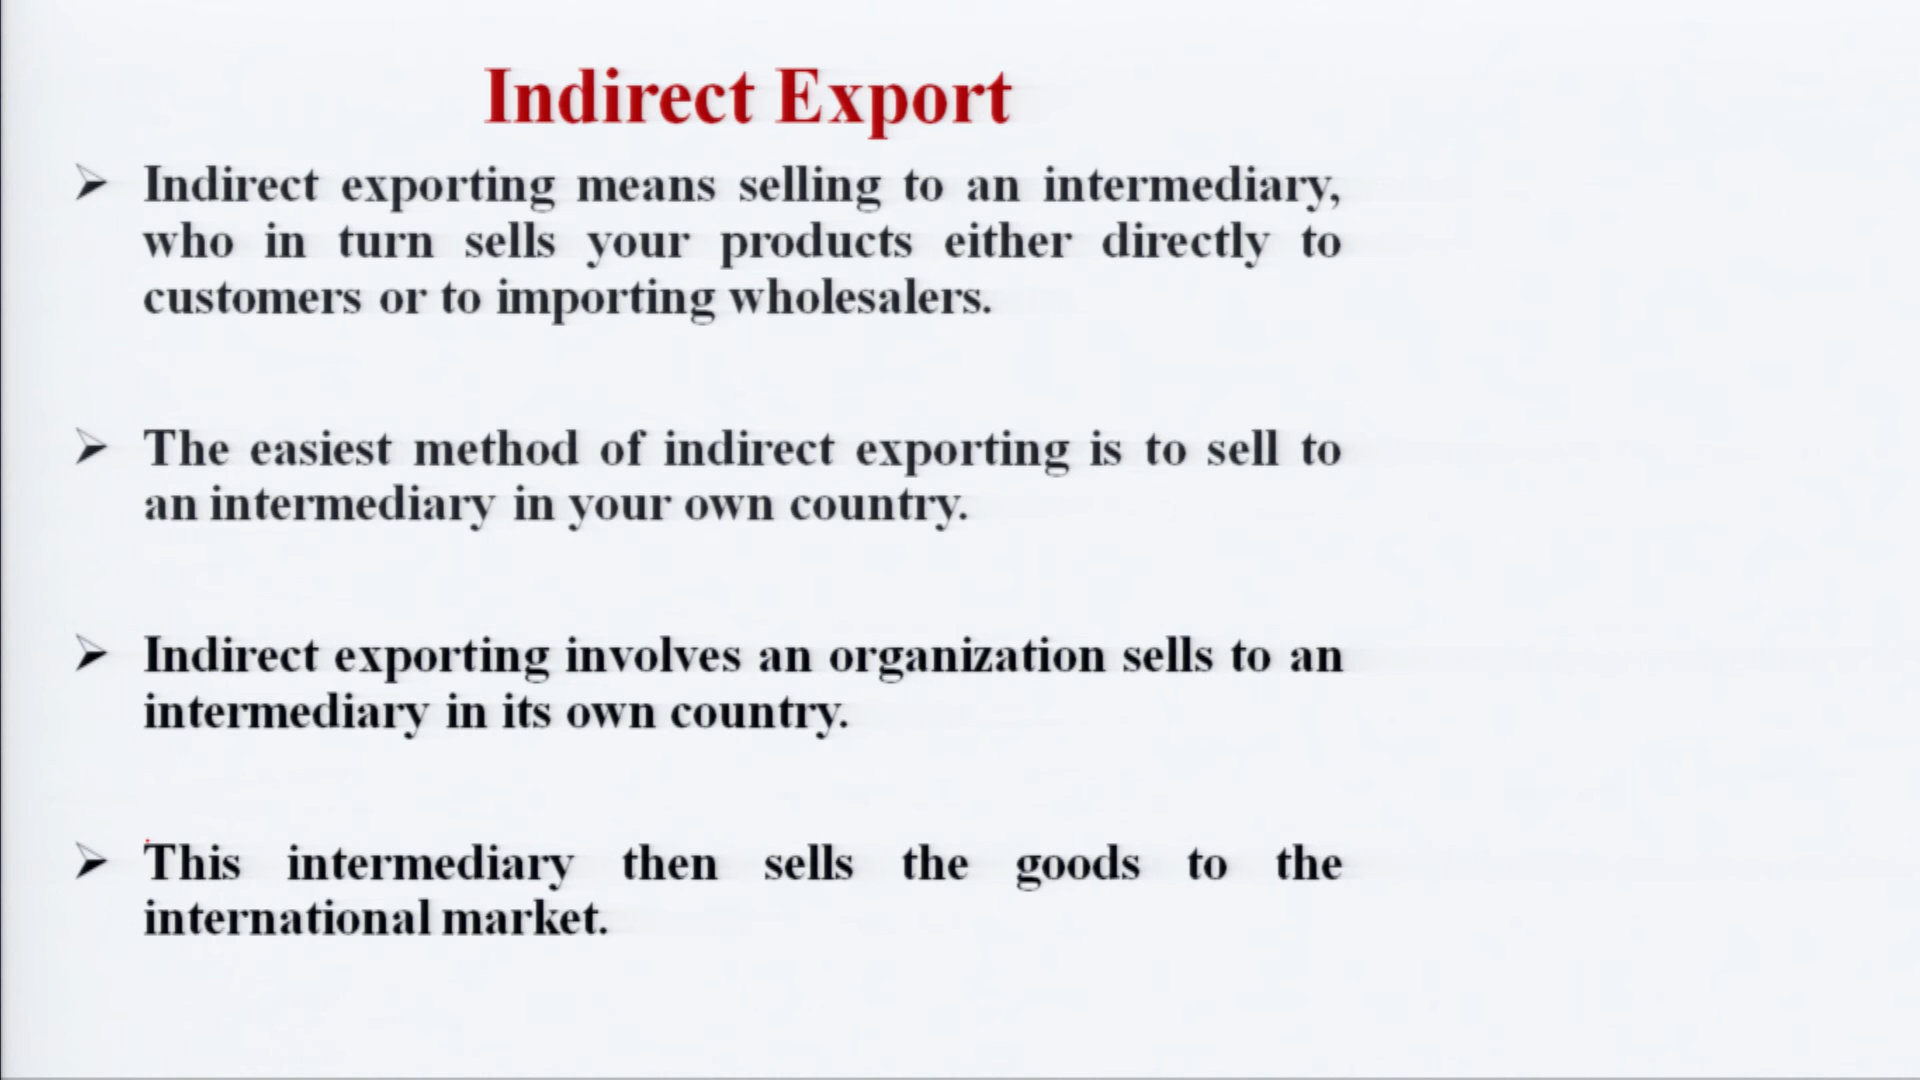 Indirect Export
➢ Indirect exporting means selling to an intermediary,
who in turn sells your products either directly to
customers or to importing wholesalers.
➢ The easiest method of indirect exporting is to sell to
an intermediary in your own country.
➢ Indirect exporting involves an organization sells to an
intermediary in its own country.
➢ This intermediary then sells the goods to the
international market.